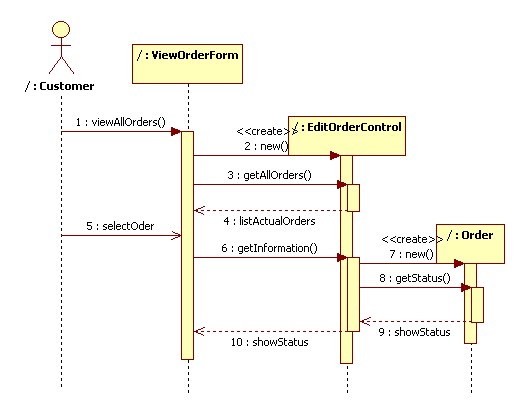 / : Customer
/ : ViewOrderForm
/ : EditOrderControl
/ : Order
1 : viewAllOrders()
<<create>>
2 : new()
3 : getAllOrders()
4 : listActualOrders
5 : selectOder
6 : getInformation()
<<create>>
7 : new()
8 : getStatus()
9 : showStatus
10 : showStatus